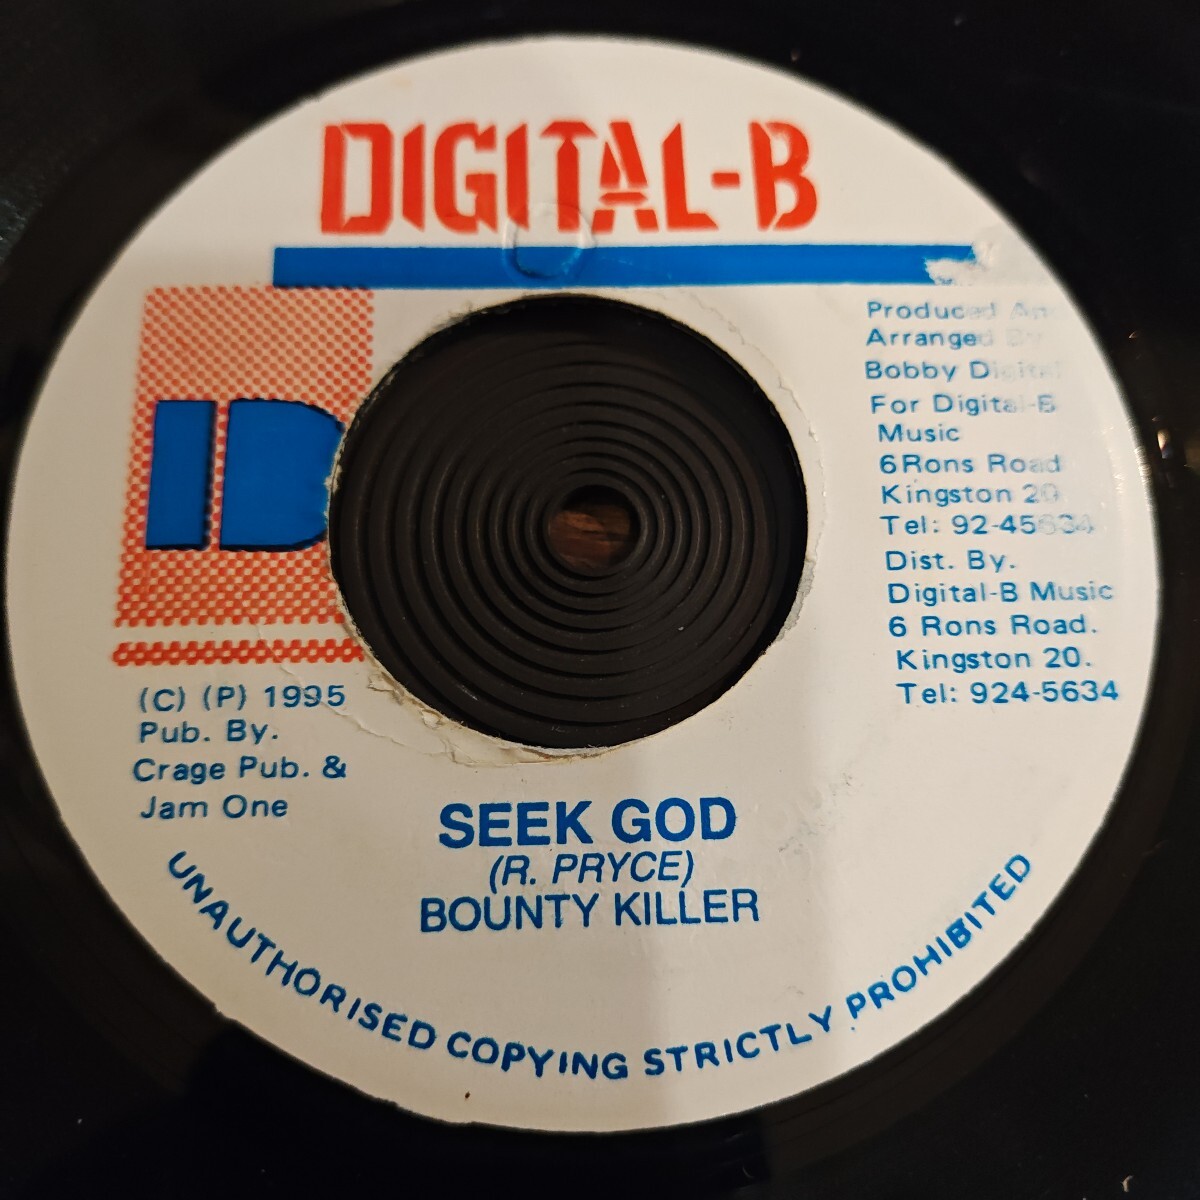 DIGITAL-B
Produced And
Arranged By
Bobby Digital
For Digital-B
Music
6 Rons Road
Kingston 20
Tel: 92-45634
Dist. By.
Digital-B Music
6 Rons Road.
Kingston 20.
Tel: 924-5634
(C) (P) 1995
Pub. By.
Crage Pub. &
Jam One
SEEK GOD
(R. PRYCE)
BOUNTY KILLER
UNAUTHORISED COPYING STRICTLY PROHIBITED